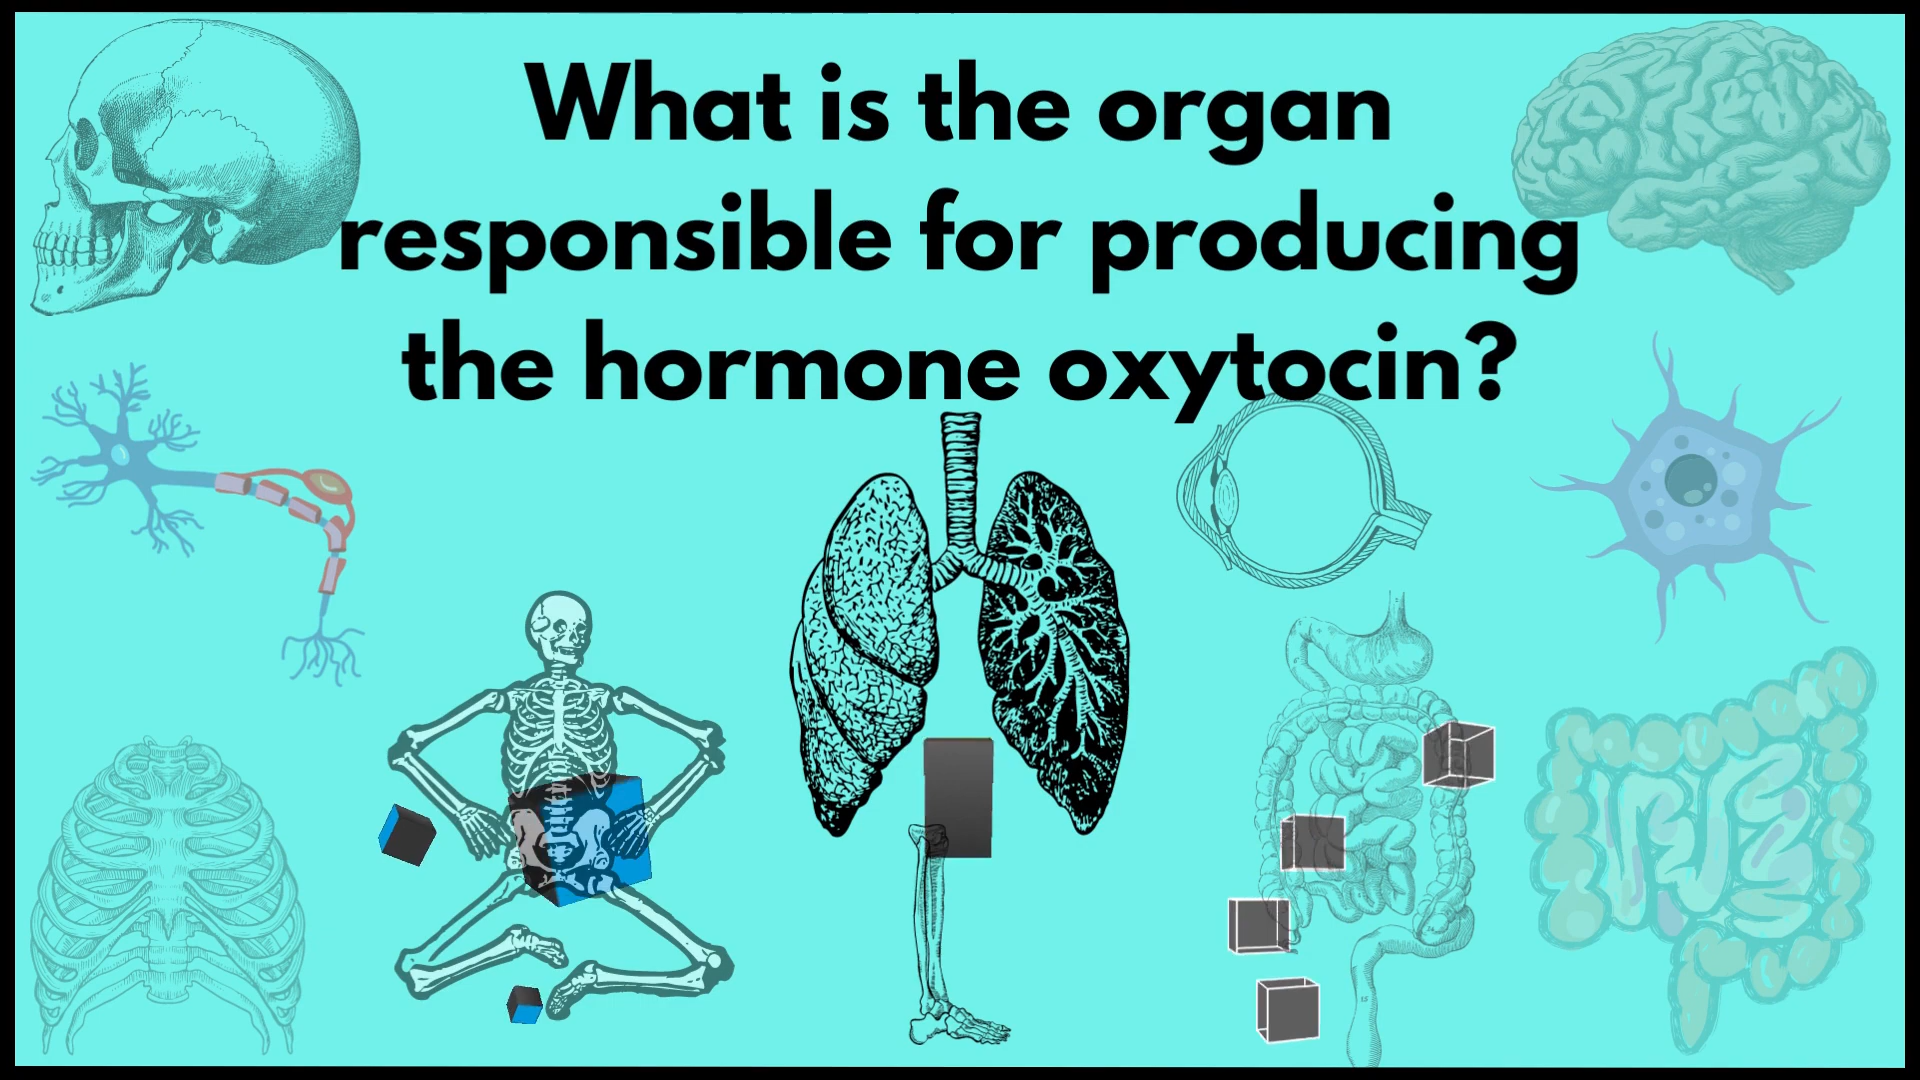 What is the organ
responsible for producing
the hormone oxytocin?